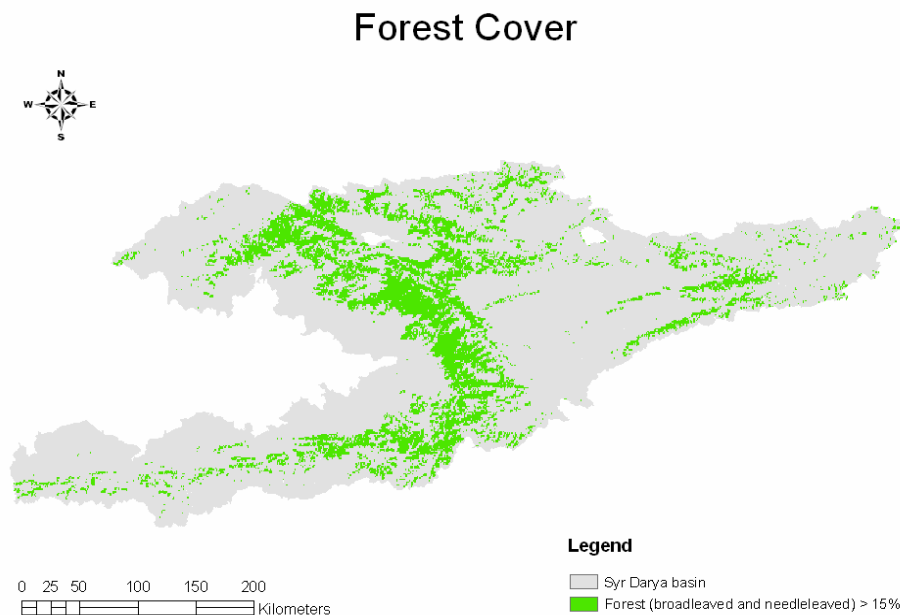 Forest Cover
N
W E
S
Legend
Syr Darya basin
Forest (broadleaved and needleleaved) > 15%
0 25 50 100 150 200
Kilometers